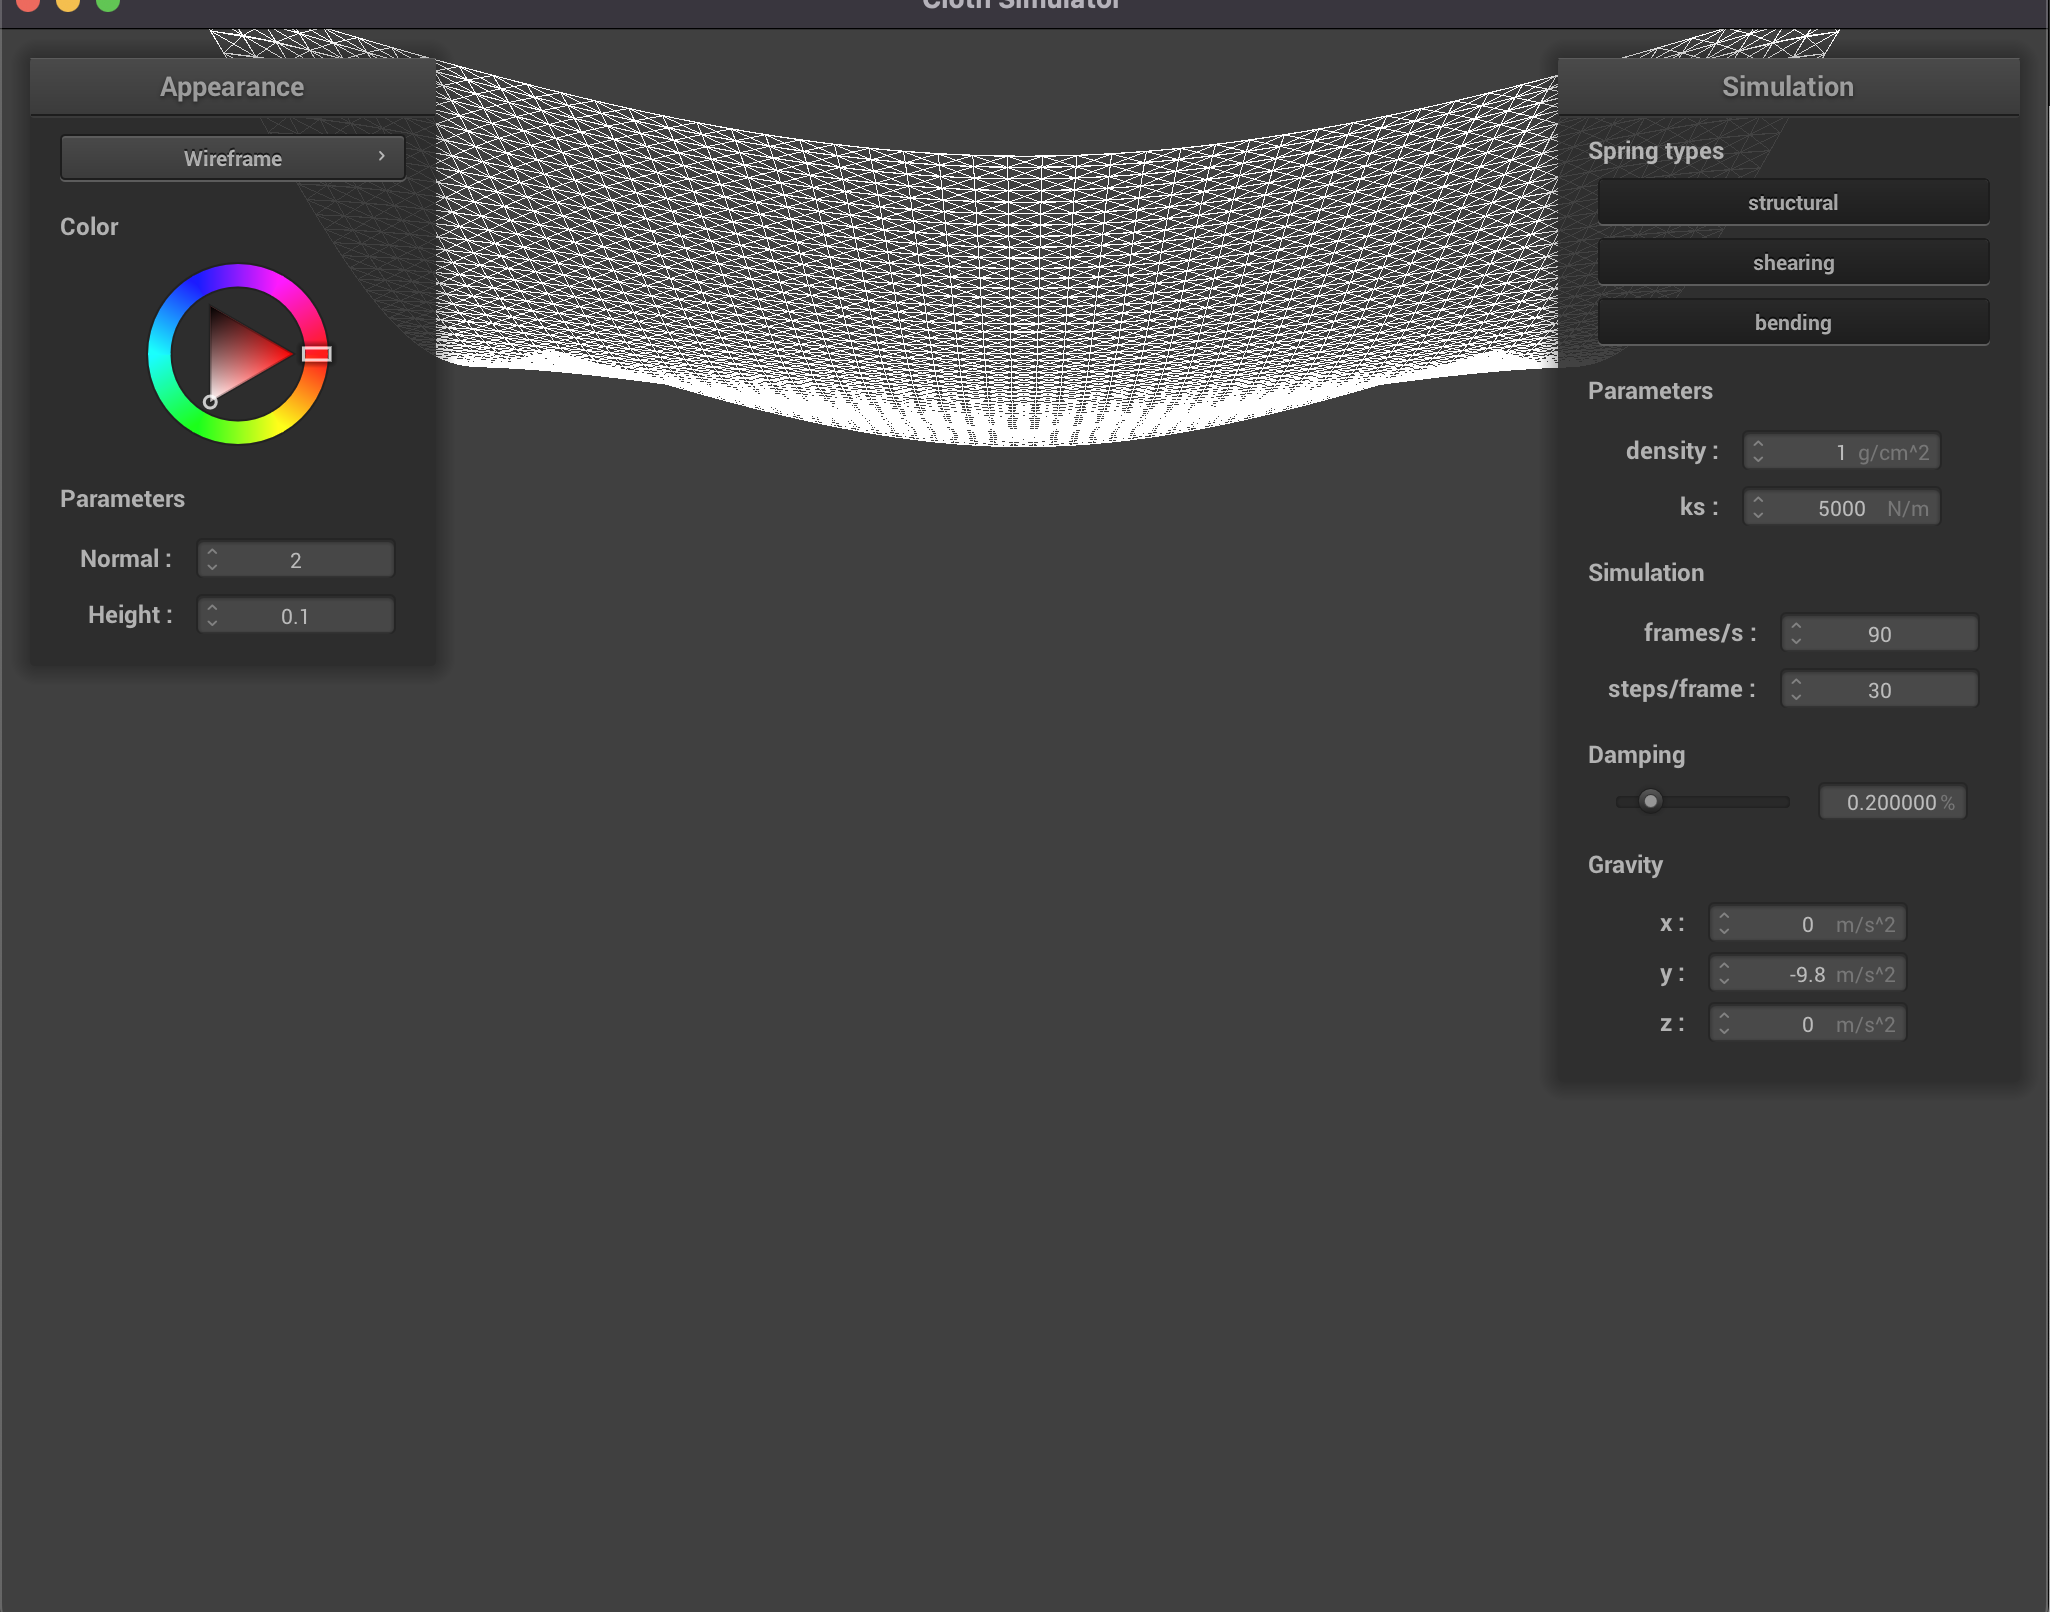 Cloth Simulator
Appearance
Wireframe
Color
Parameters
Normal : 2
Height : 0.1
Simulation
Spring types
structural
shearing
bending
Parameters
density : 1 g/cm^2
ks : 5000 N/m
Simulation
frames/s : 90
steps/frame : 30
Damping
0.200000 %
Gravity
x : 0 m/s^2
y : -9.8 m/s^2
z : 0 m/s^2